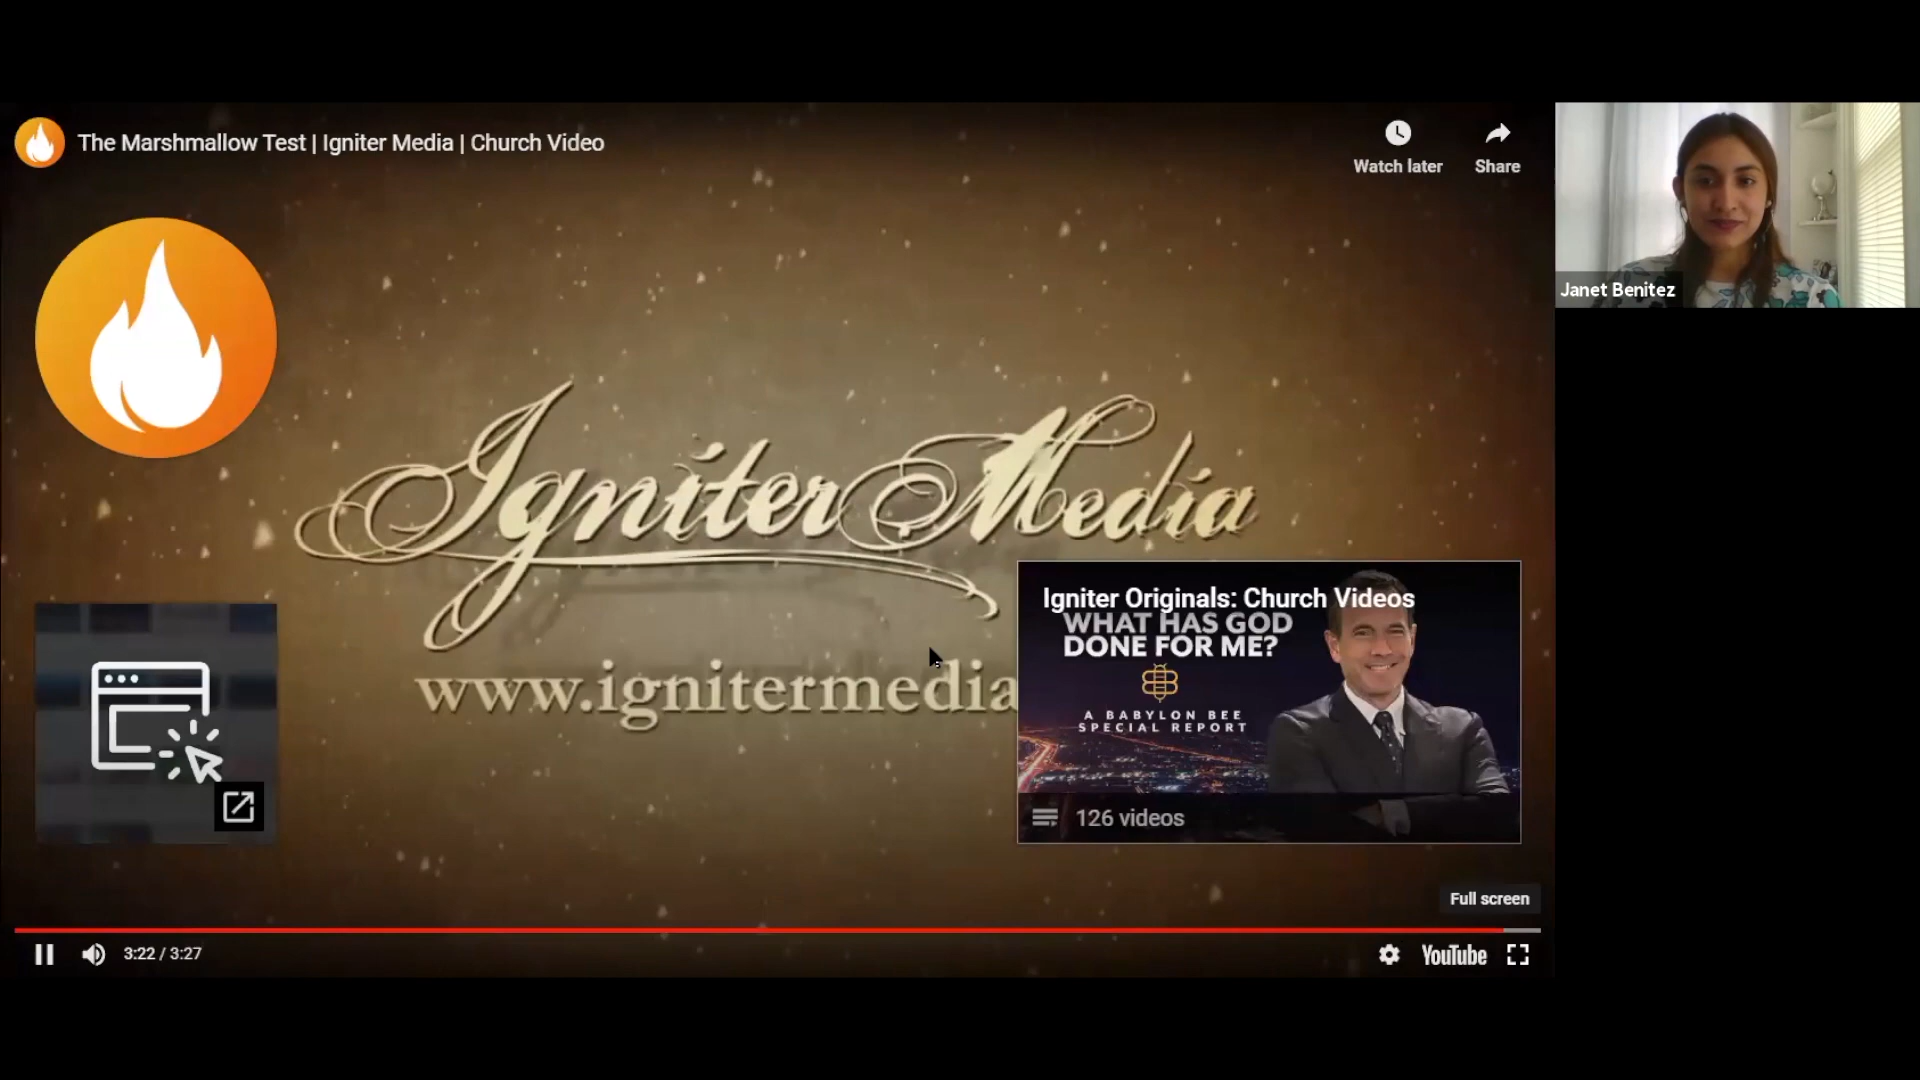 The Marshmallow Test | Igniter Media | Church Video
Watch later
Share
Janet Benitez
Igniter Media
www.ignitermedia
Igniter Originals: Church Videos
WHAT HAS GOD
DONE FOR ME?
A BABYLON BEE
SPECIAL REPORT
126 videos
Full screen
3:22 / 3:27
YouTube